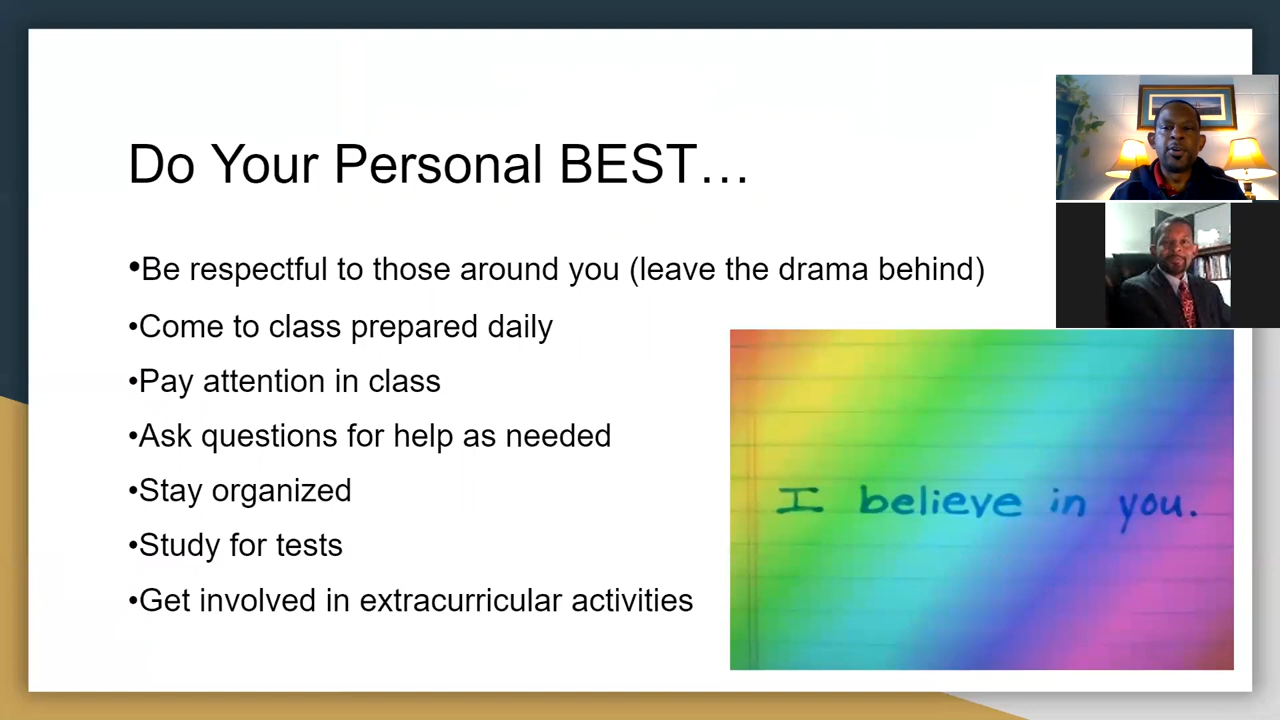 Do Your Personal BEST…
•Be respectful to those around you (leave the drama behind)
•Come to class prepared daily
•Pay attention in class
•Ask questions for help as needed
•Stay organized
•Study for tests
•Get involved in extracurricular activities
I believe in you.